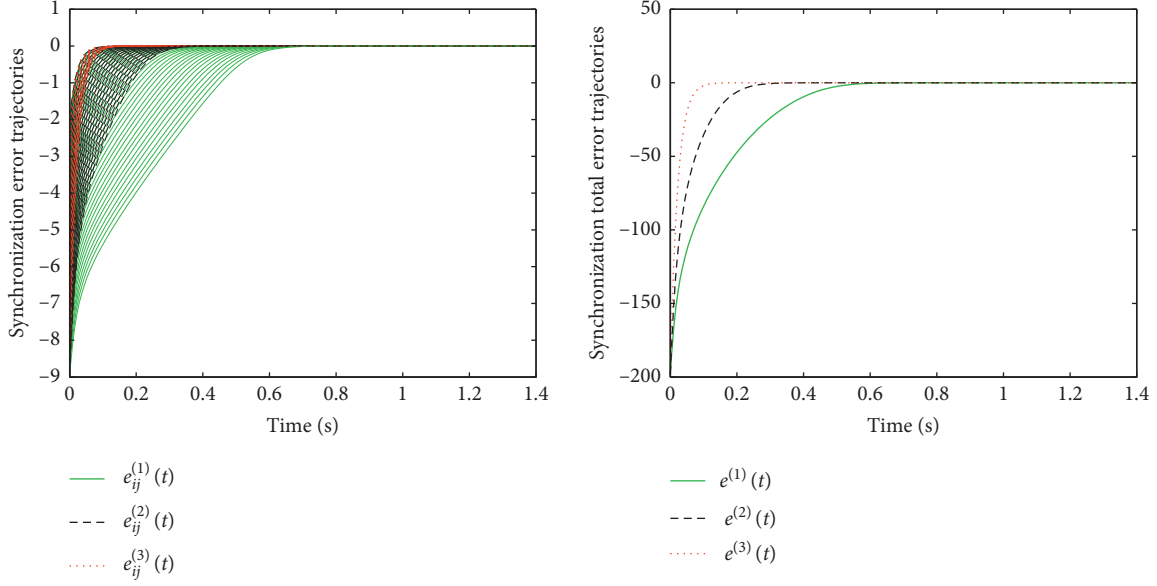 Synchronization error trajectories
1
0
–1
–2
–3
–4
–5
–6
–7
–8
–9
0 0.2 0.4 0.6 0.8 1 1.2 1.4
Time (s)
e_{ij}^{(1)} (t)
e_{ij}^{(2)} (t)
e_{ij}^{(3)} (t)
Synchronization total error trajectories
50
0
–50
–100
–150
–200
0 0.2 0.4 0.6 0.8 1 1.2 1.4
Time (s)
e^{(1)} (t)
e^{(2)} (t)
e^{(3)} (t)